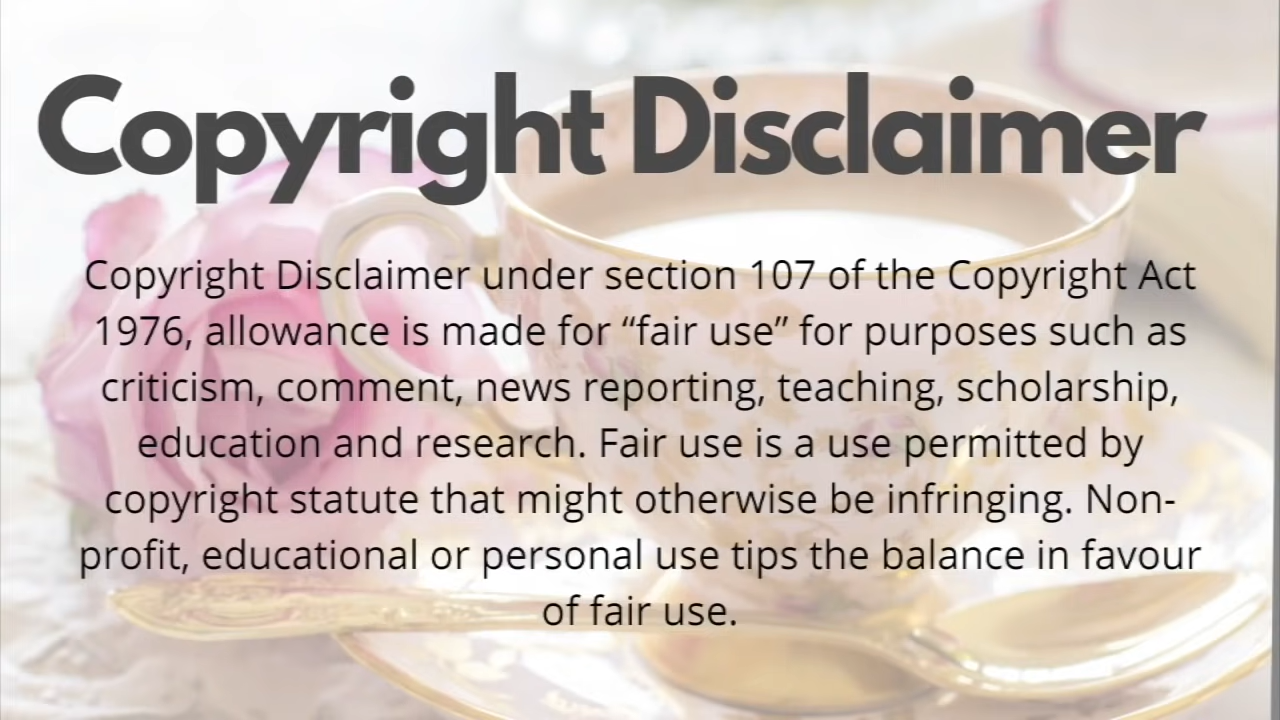 Copyright Disclaimer
Copyright Disclaimer under section 107 of the Copyright Act
1976, allowance is made for “fair use” for purposes such as
criticism, comment, news reporting, teaching, scholarship,
education and research. Fair use is a use permitted by
copyright statute that might otherwise be infringing. Non-
profit, educational or personal use tips the balance in favour
of fair use.